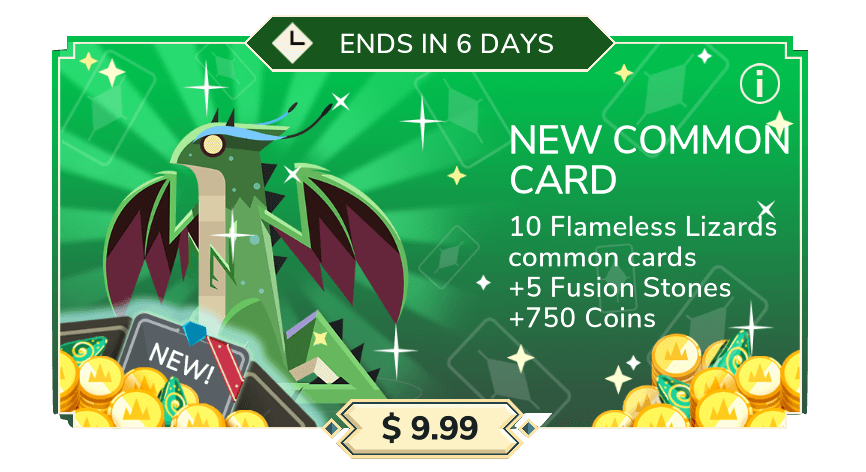 ENDS IN 6 DAYS
NEW COMMON
CARD
10 Flameless Lizards
common cards
+5 Fusion Stones
+750 Coins
NEW!
$ 9.99